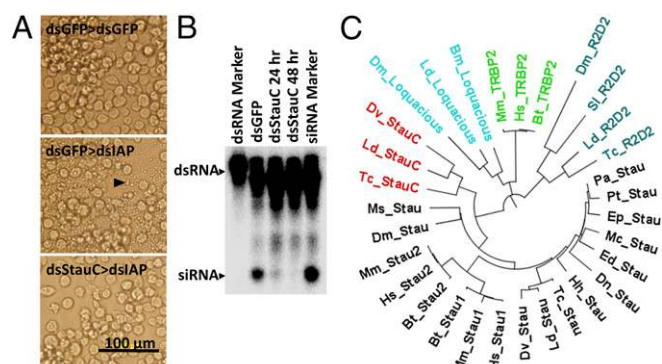 A
dsGFP>dsGFP
dsGFP>dsIAP
dsStauC>dsIAP
100 μm
B
dsRNA Marker
dsGFP
dsStauC 24 hr
dsStauC 48 hr
siRNA Marker
dsRNA
siRNA
C
Dm_Loquacious
Ld_Loquacious
Bm_Loquacious
Mm_TRBP2
Hs_TRBP2
Bt_TRBP2
Dm_R2D2
Sl_R2D2
Ld_R2D2
Tc_R2D2
Pa_Stau
Pt_Stau
Ep_Stau
Mc_Stau
Ed_Stau
Dn_Stau
Hh_Stau
Tc_Stau
Ld_Stau
Dv_Stau
Hs_Stau1
Mm_Stau1
Bt_Stau1
Bt_Stau2
Hs_Stau2
Mm_Stau2
Dm_Stau
Ms_Stau
Tc_StauC
Ld_StauC
Dv_StauC